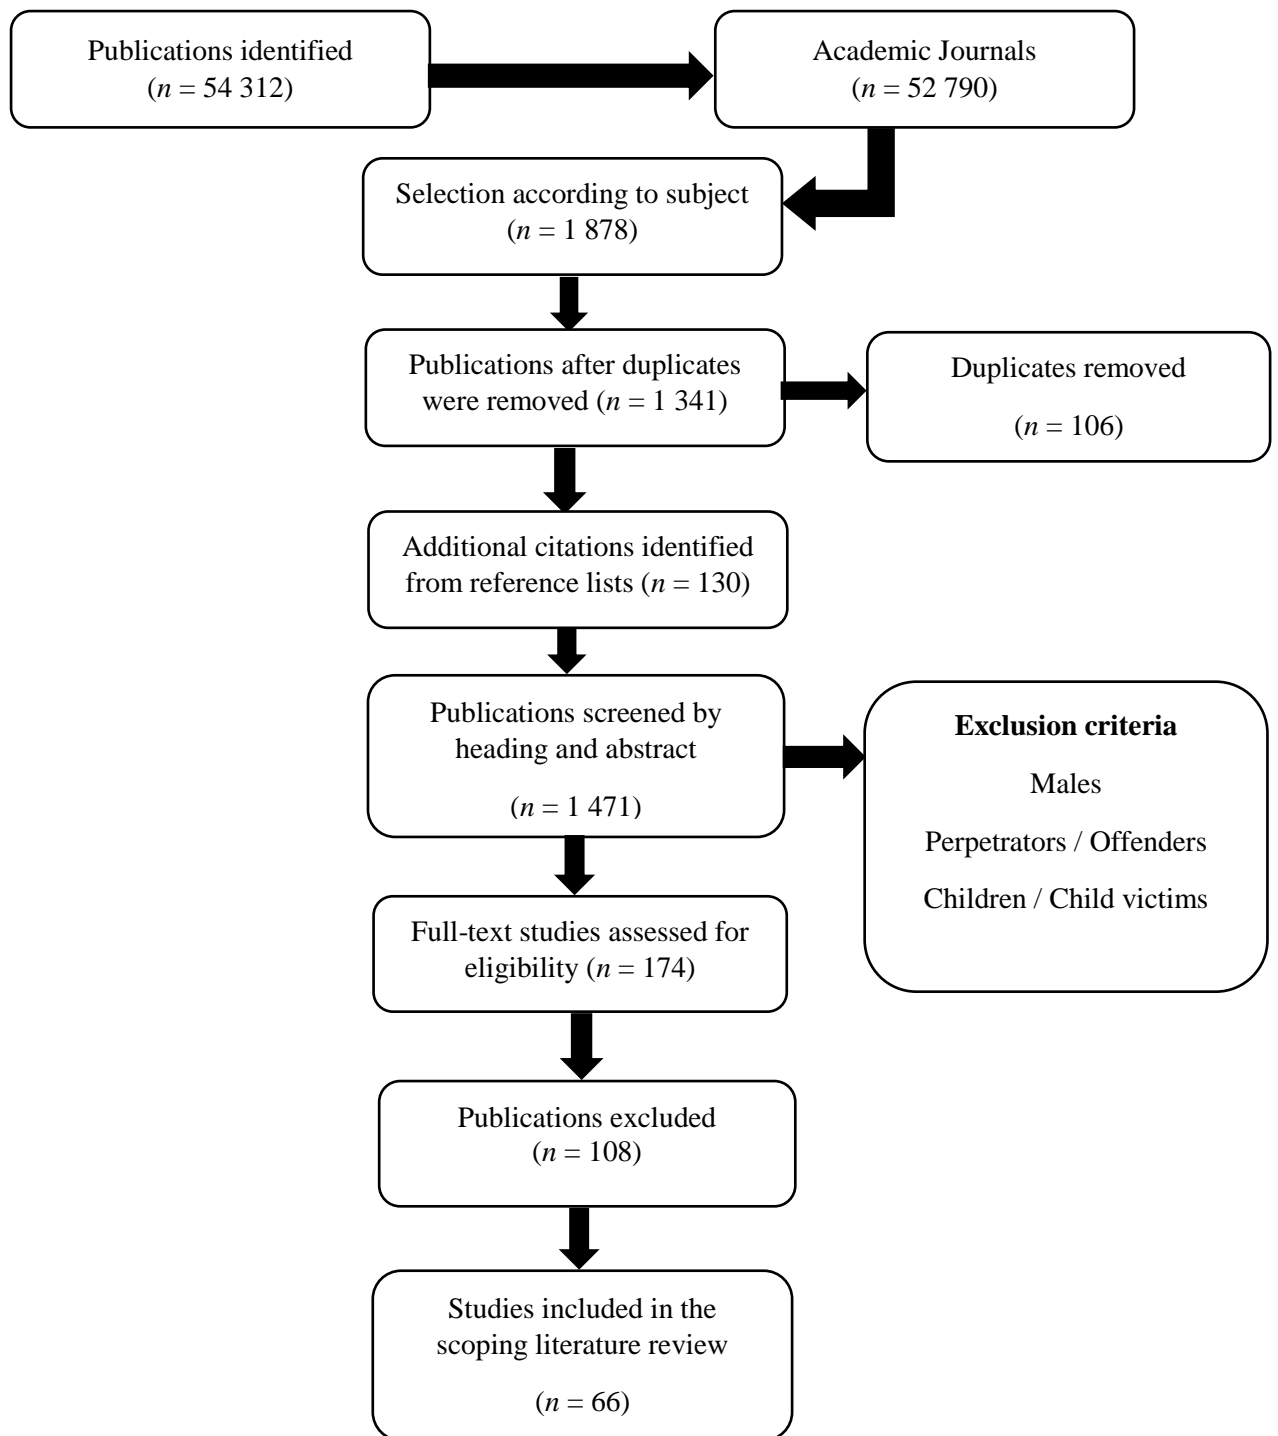 Publications identified
(n = 54 312)
Academic Journals
(n = 52 790)
Selection according to subject
(n = 1 878)
Publications after duplicates
were removed (n = 1 341)
Duplicates removed
(n = 106)
Additional citations identified
from reference lists (n = 130)
Publications screened by
heading and abstract
(n = 1 471)
Exclusion criteria
Males
Perpetrators / Offenders
Children / Child victims
Full-text studies assessed for
eligibility (n = 174)
Publications excluded
(n = 108)
Studies included in the
scoping literature review
(n = 66)